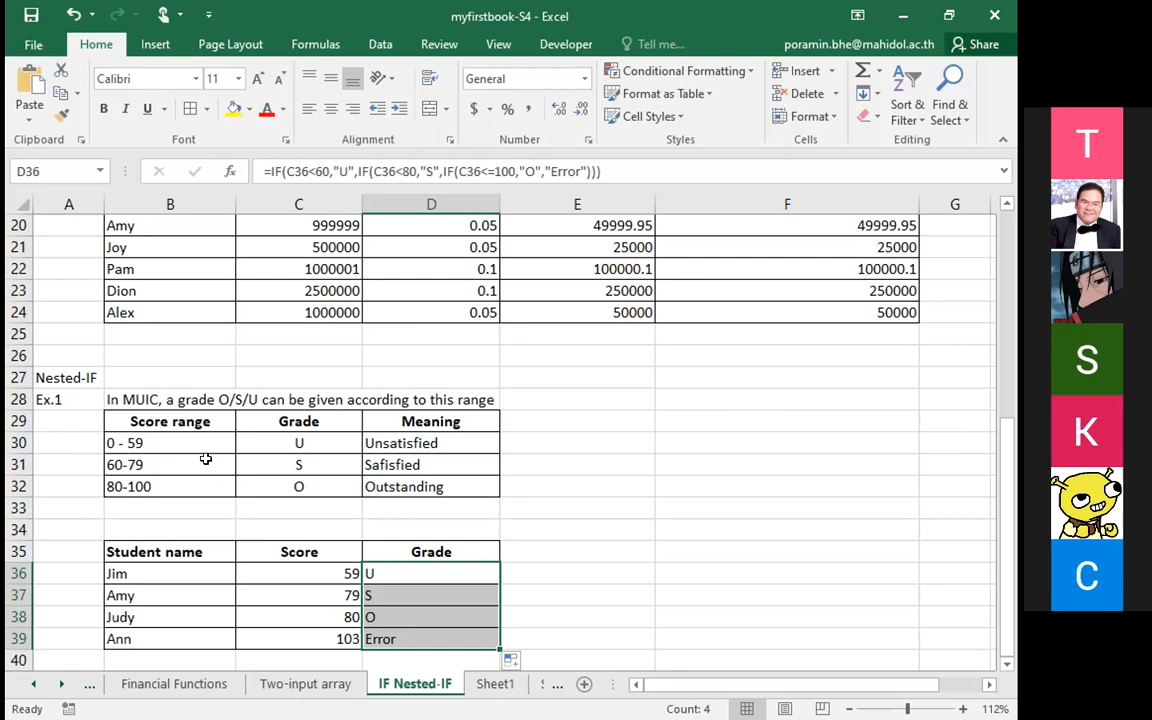 myfirstbook-S4 - Excel
File Home Insert Page Layout Formulas Data Review View Developer Tell me... poramin.bhe@mahidol.ac.th Share
Paste
Calibri 11
B I U
General
$ % ,
Conditional Formatting
Format as Table
Cell Styles
Insert
Delete
Format
Sort & Filter
Find & Select
Clipboard Font Alignment Number Styles Cells Editing
D36 fx =IF(C36<60,"U",IF(C36<80,"S",IF(C36<=100,"O","Error")))
A B C D E F G
20 Amy 999999 0.05 49999.95 49999.95
21 Joy 500000 0.05 25000 25000
22 Pam 1000001 0.1 100000.1 100000.1
23 Dion 2500000 0.1 250000 250000
24 Alex 1000000 0.05 50000 50000
25
26
27 Nested-IF
28 Ex.1 In MUIC, a grade O/S/U can be given according to this range
29 Score range Grade Meaning
30 0 - 59 U Unsatisfied
31 60-79 S Safisfied
32 80-100 O Outstanding
33
34
35 Student name Score Grade
36 Jim 59 U
37 Amy 79 S
38 Judy 80 O
39 Ann 103 Error
40
... Financial Functions Two-input array IF Nested-IF Sheet1 S ...
Ready Count: 4 112%
T
S
K
C